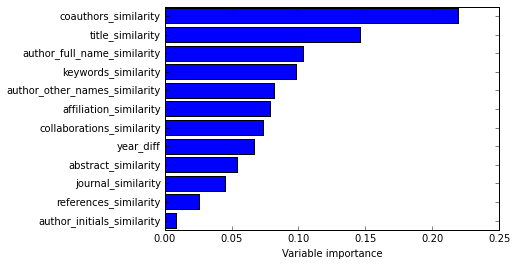 coauthors_similarity
title_similarity
author_full_name_similarity
keywords_similarity
author_other_names_similarity
affiliation_similarity
collaborations_similarity
year_diff
abstract_similarity
journal_similarity
references_similarity
author_initials_similarity
0.00 0.05 0.10 0.15 0.20 0.25
Variable importance